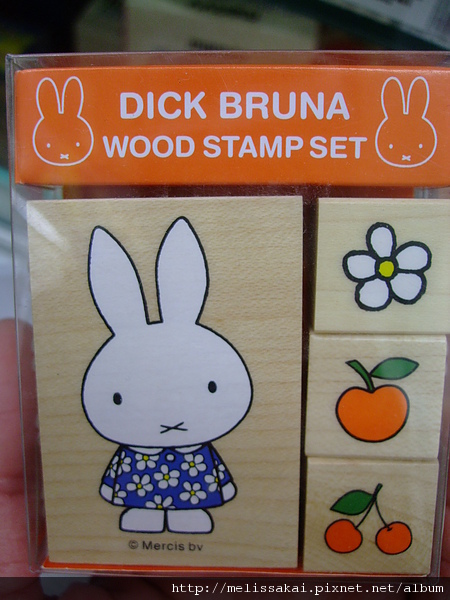 DICK BRUNA
WOOD STAMP SET
© Mercis bv
http://melissakai.pixnet.net/album